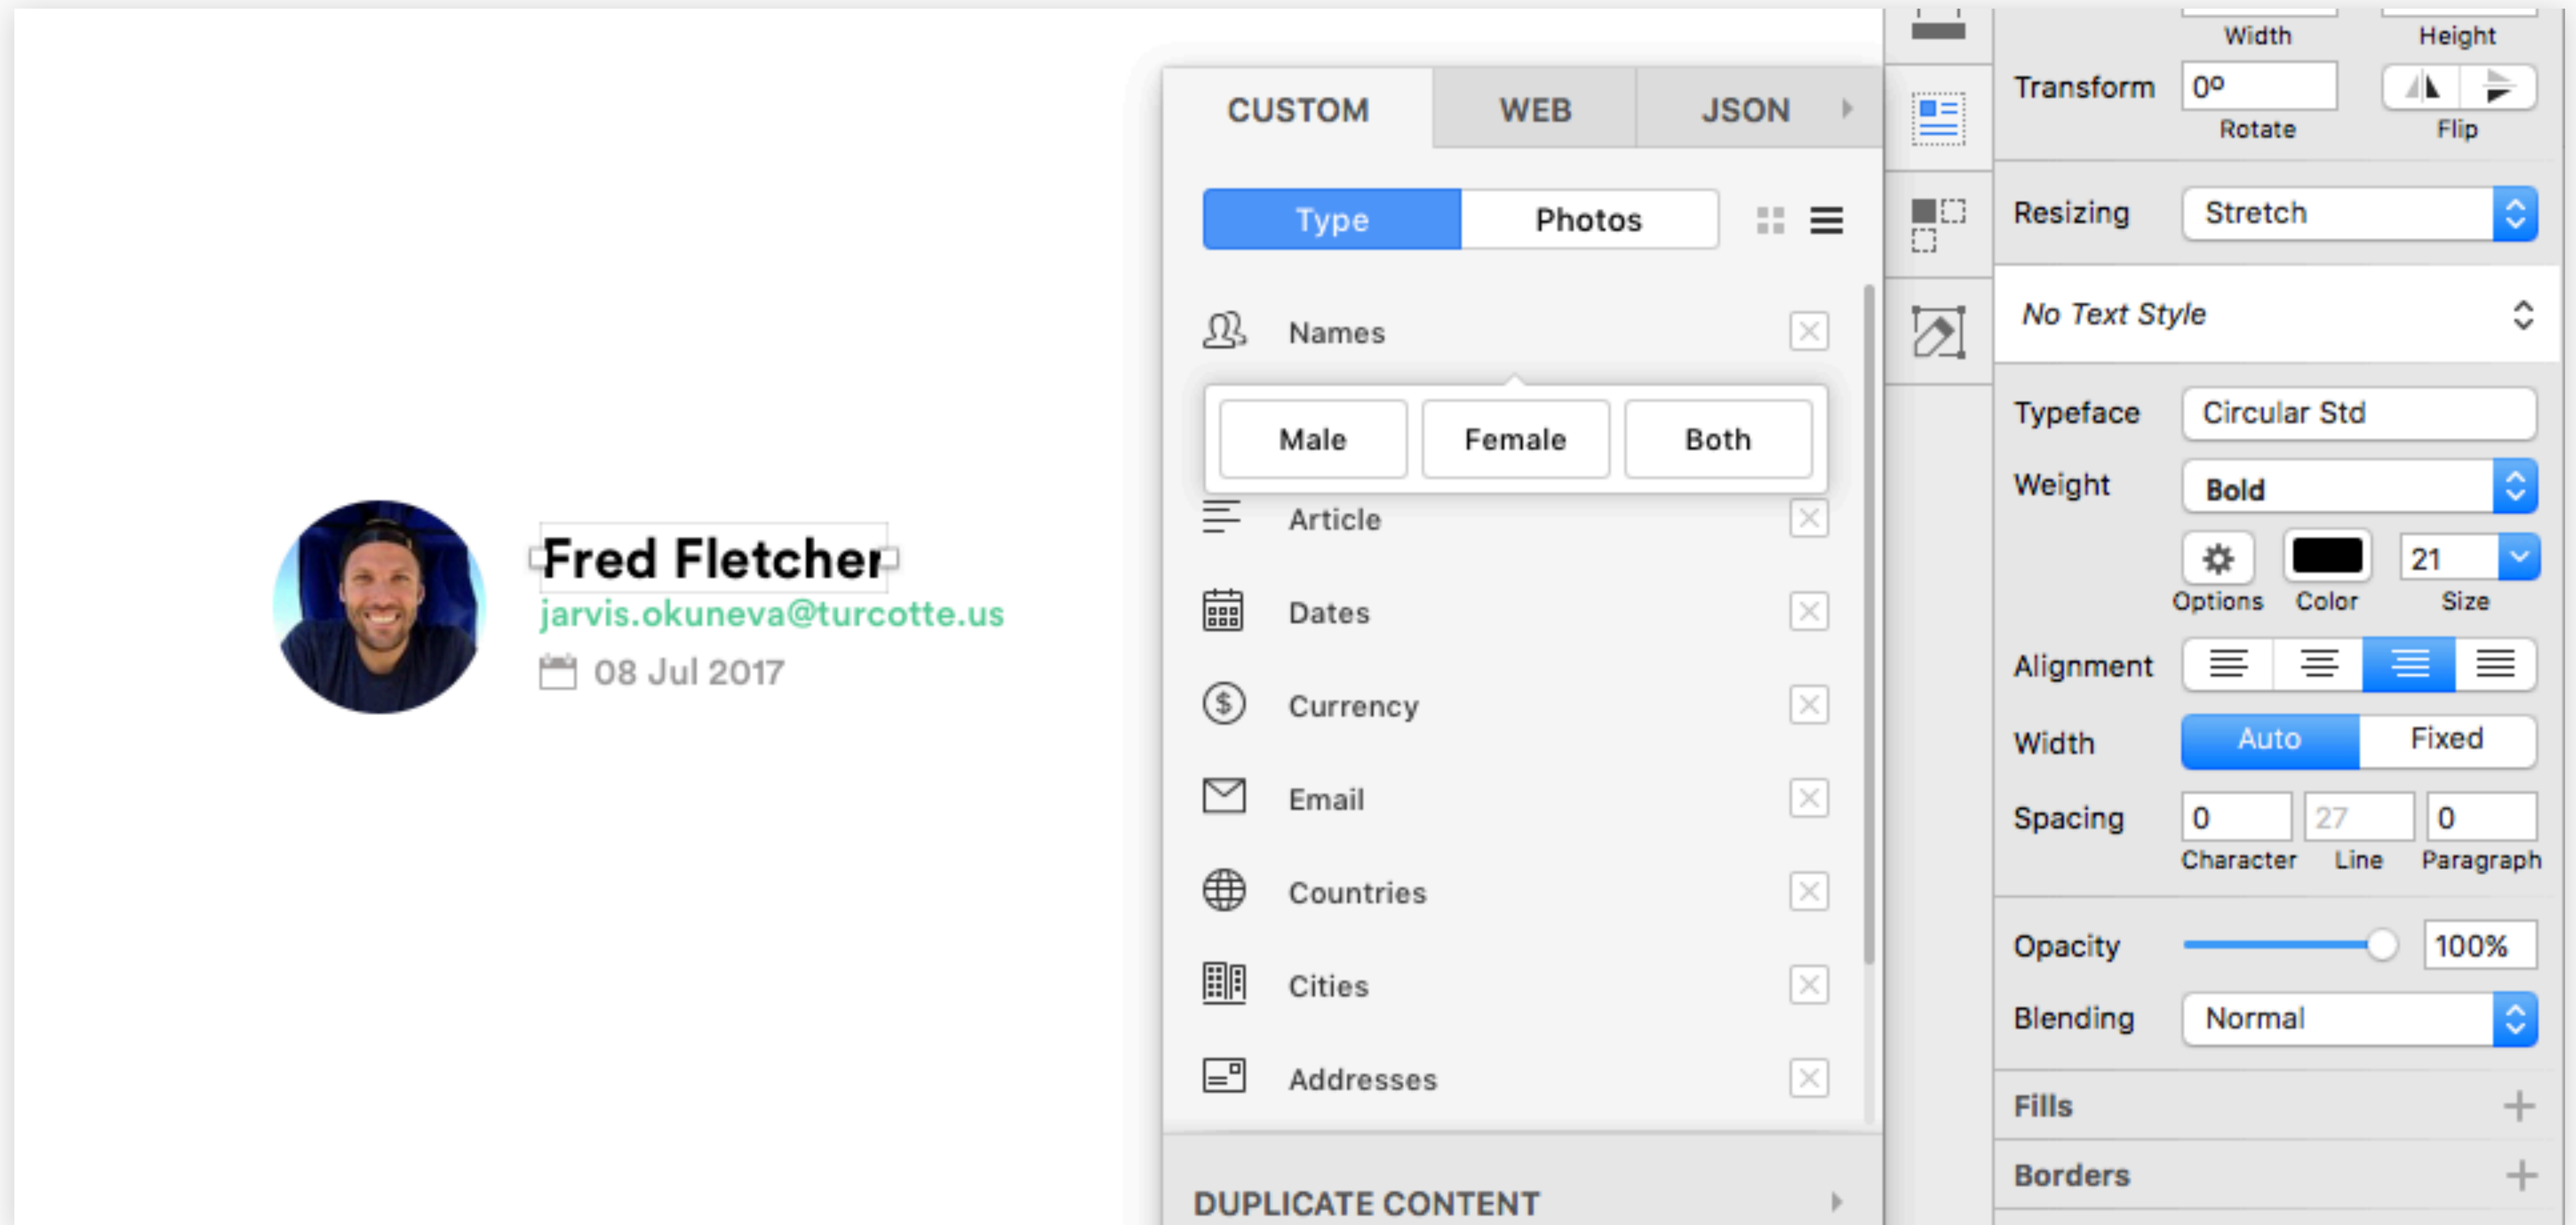 Fred Fletcher
jarvis.okuneva@turcotte.us
08 Jul 2017
CUSTOM
WEB
JSON
Type
Photos
Names
Male
Female
Both
Article
Dates
Currency
Email
Countries
Cities
Addresses
DUPLICATE CONTENT
Width
Height
Transform
0º
Rotate
Flip
Resizing
Stretch
No Text Style
Typeface
Circular Std
Weight
Bold
21
Options
Color
Size
Alignment
Width
Auto
Fixed
Spacing
0
27
0
Character
Line
Paragraph
Opacity
100%
Blending
Normal
Fills
Borders